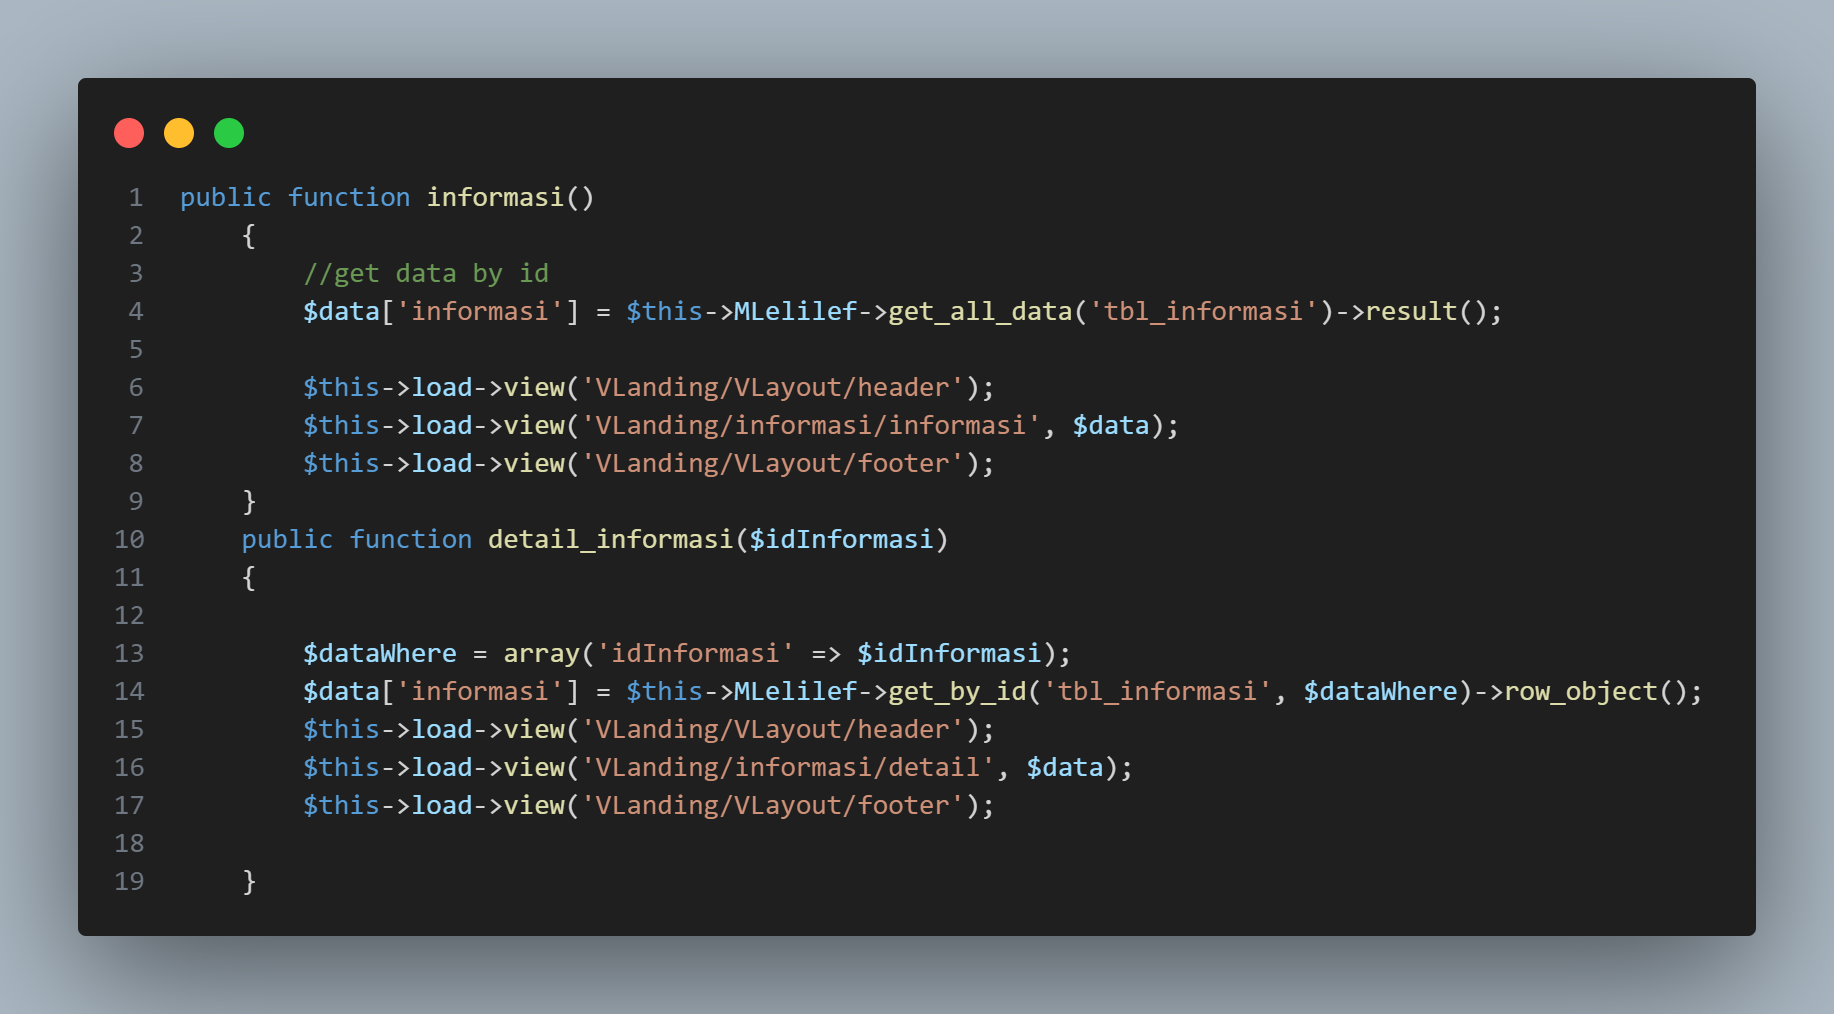 1 public function informasi()
2     {
3         //get data by id
4         $data['informasi'] = $this->MLelilef->get_all_data('tbl_informasi')->result();
5
6         $this->load->view('VLanding/VLayout/header');
7         $this->load->view('VLanding/informasi/informasi', $data);
8         $this->load->view('VLanding/VLayout/footer');
9     }
10     public function detail_informasi($idInformasi)
11     {
12
13         $dataWhere = array('idInformasi' => $idInformasi);
14         $data['informasi'] = $this->MLelilef->get_by_id('tbl_informasi', $dataWhere)->row_object();
15         $this->load->view('VLanding/VLayout/header');
16         $this->load->view('VLanding/informasi/detail', $data);
17         $this->load->view('VLanding/VLayout/footer');
18
19     }